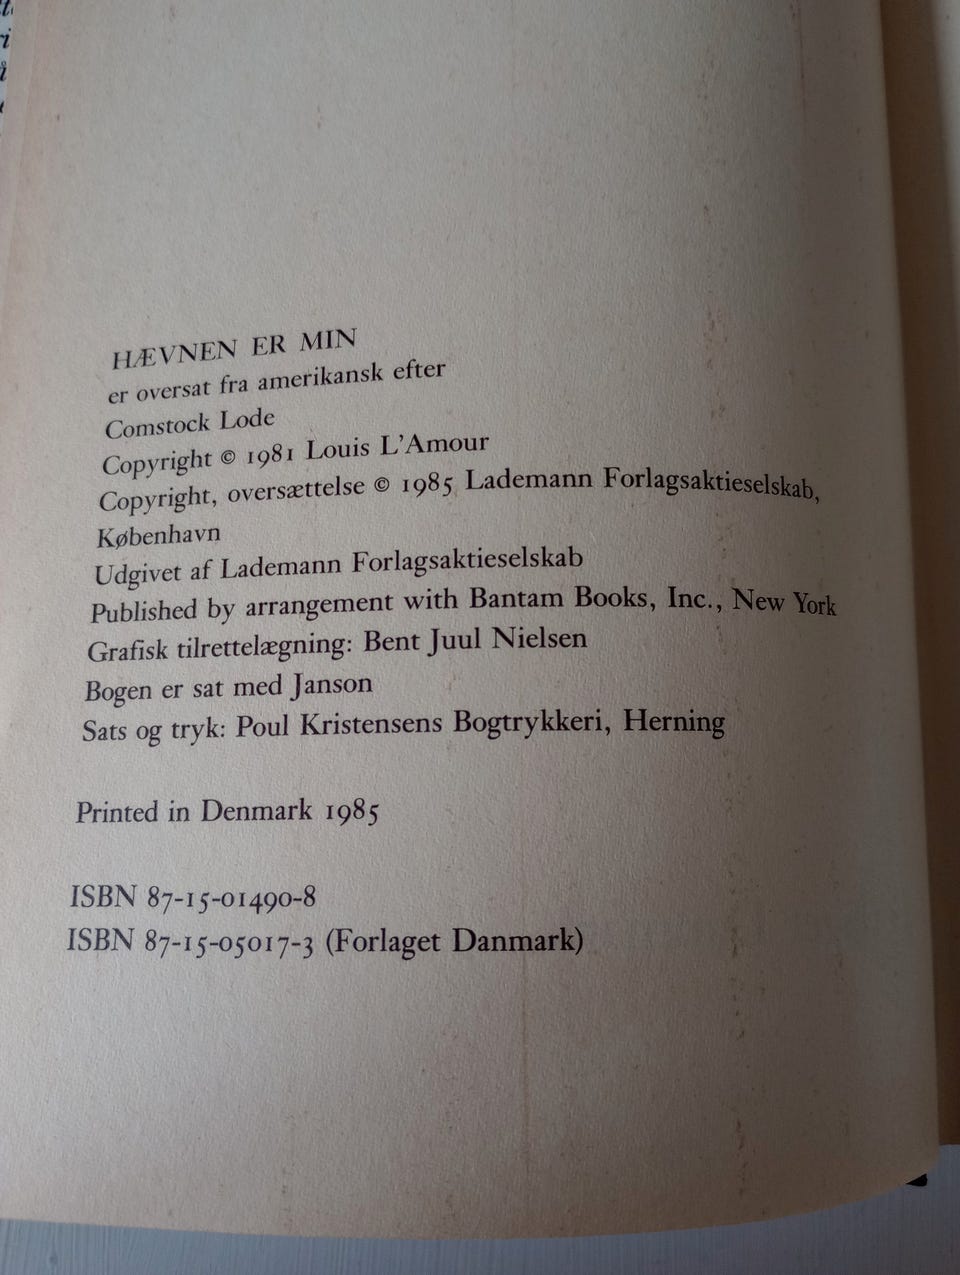 HÆVNEN ER MIN
er oversat fra amerikansk efter
Comstock Lode
Copyright © 1981 Louis L'Amour
Copyright, oversættelse © 1985 Lademann Forlagsaktieselskab,
København
Udgivet af Lademann Forlagsaktieselskab
Published by arrangement with Bantam Books, Inc., New York
Grafisk tilrettelægning: Bent Juul Nielsen
Bogen er sat med Janson
Sats og tryk: Poul Kristensens Bogtrykkeri, Herning
Printed in Denmark 1985
ISBN 87-15-01490-8
ISBN 87-15-05017-3 (Forlaget Danmark)